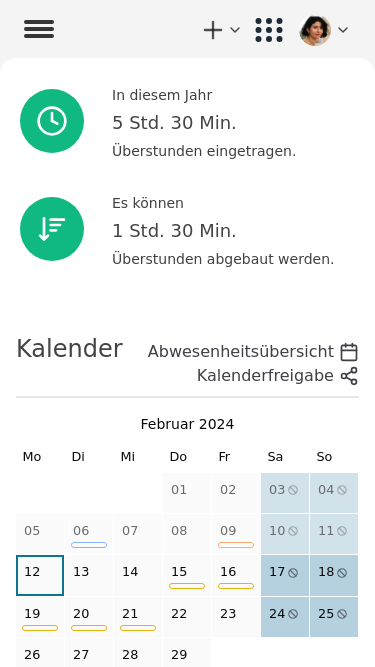 In diesem Jahr
5 Std. 30 Min.
Überstunden eingetragen.
Es können
1 Std. 30 Min.
Überstunden abgebaut werden.
Kalender
Abwesenheitsübersicht
Kalenderfreigabe
Februar 2024
Mo Di Mi Do Fr Sa So
01 02 03 04
05 06 07 08 09 10 11
12 13 14 15 16 17 18
19 20 21 22 23 24 25
26 27 28 29